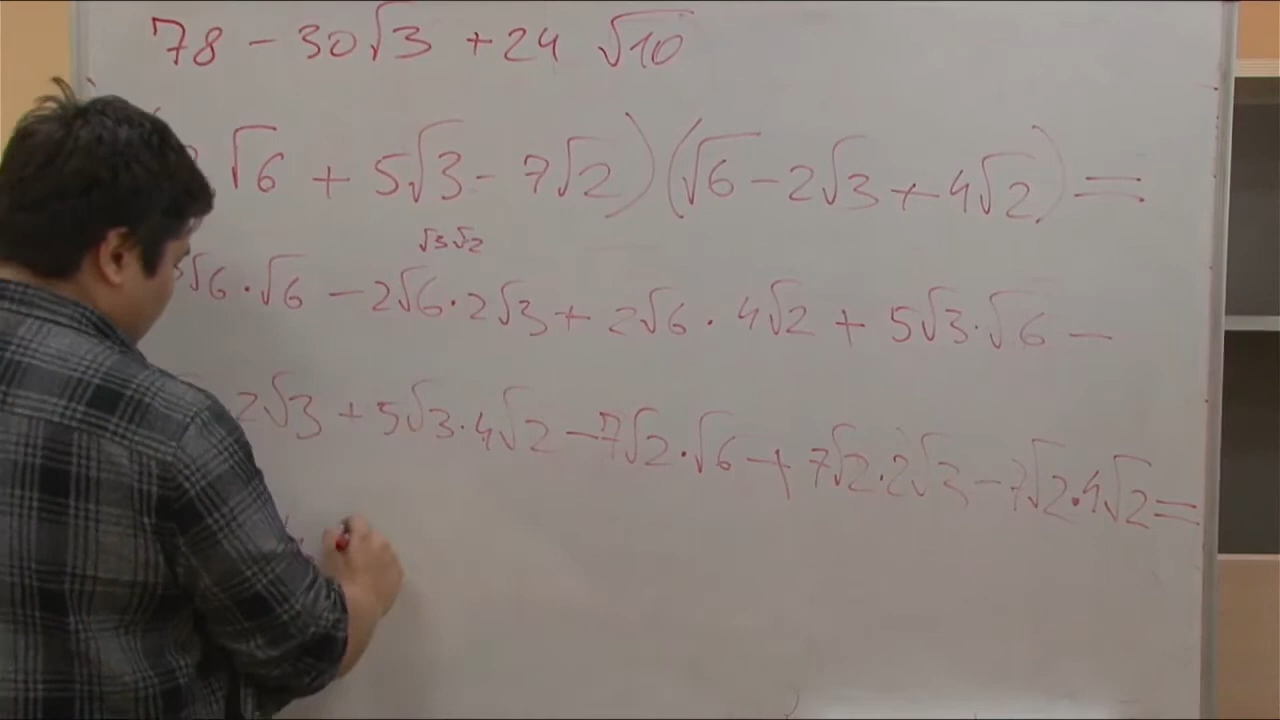 78 - 30√3 + 24 √10
√6 + 5√3 - 7√2)(√6 - 2√3 + 4√2) =
√3√2
√6·√6 - 2√6·2√3 + 2√6·4√2 + 5√3·√6 -
2√3 + 5√3·4√2 - 7√2·√6 + 7√2·2√3 - 7√2·4√2 =